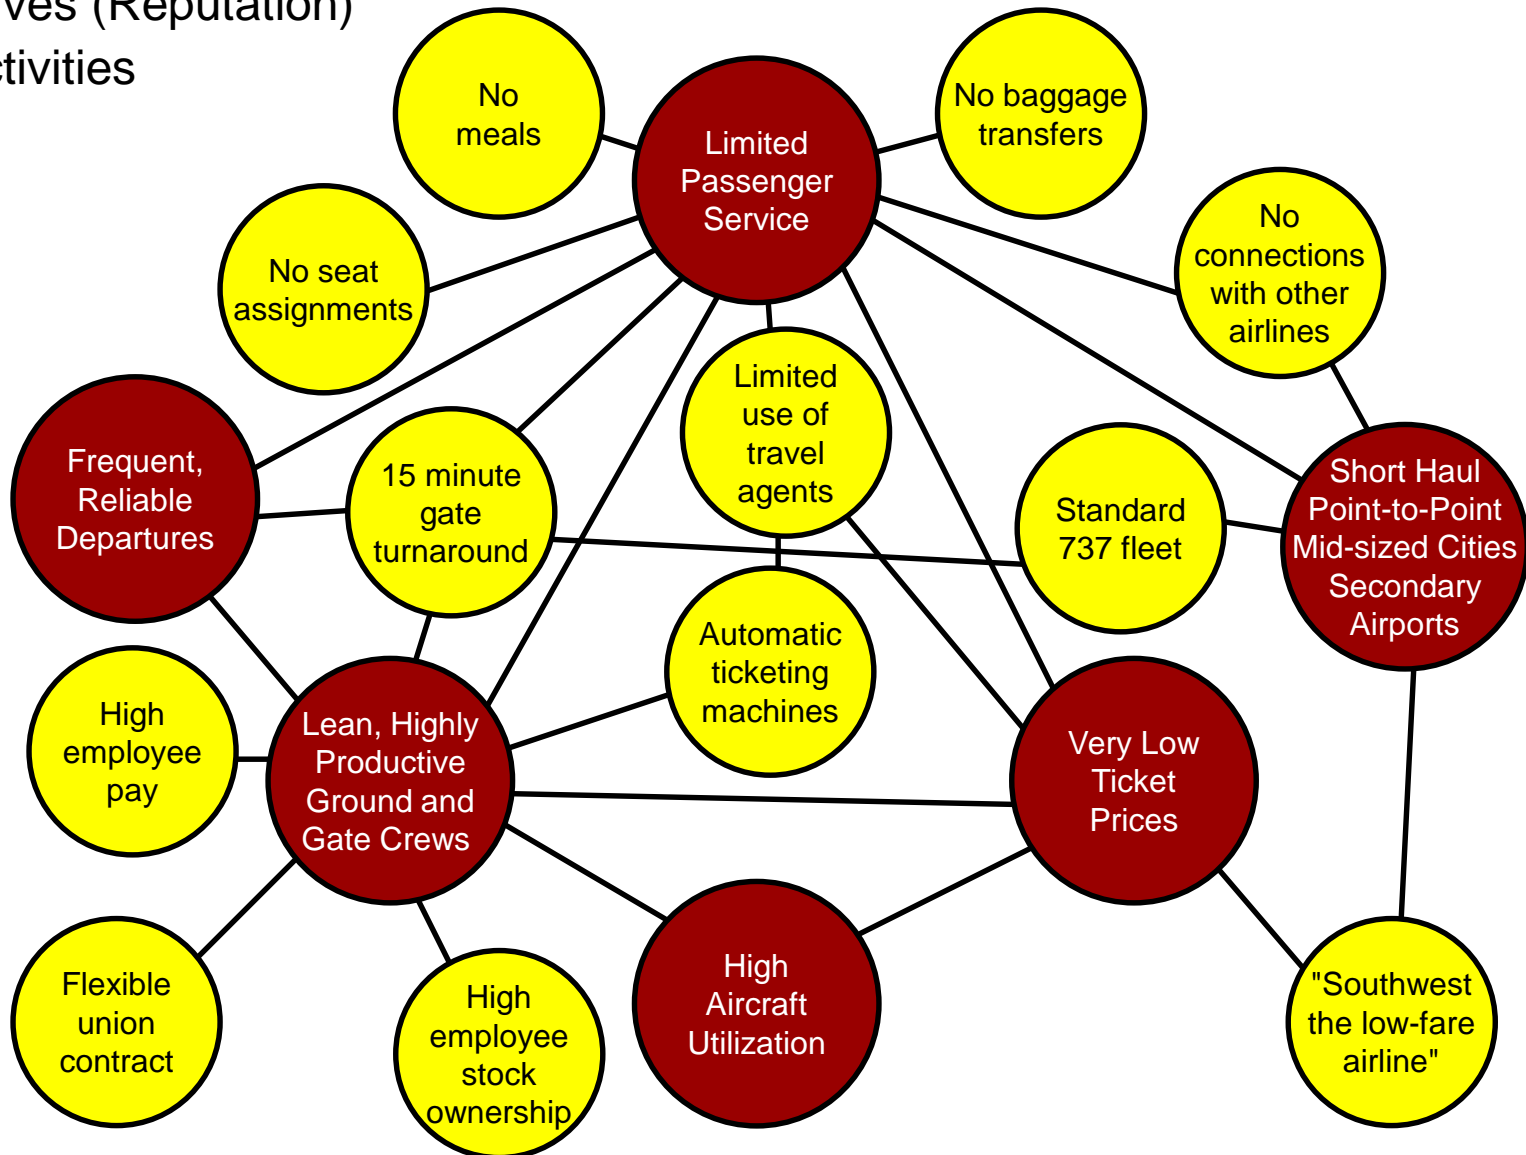 ves (Reputation)
ctivities
No
meals
Limited
Passenger
Service
No baggage
transfers
No
connections
with other
airlines
No seat
assignments
Limited
use of
travel
agents
Frequent,
Reliable
Departures
15 minute
gate
turnaround
Standard
737 fleet
Short Haul
Point-to-Point
Mid-sized Cities
Secondary
Airports
Automatic
ticketing
machines
High
employee
pay
Lean, Highly
Productive
Ground and
Gate Crews
Very Low
Ticket
Prices
Flexible
union
contract
High
employee
stock
ownership
High
Aircraft
Utilization
"Southwest
the low-fare
airline"